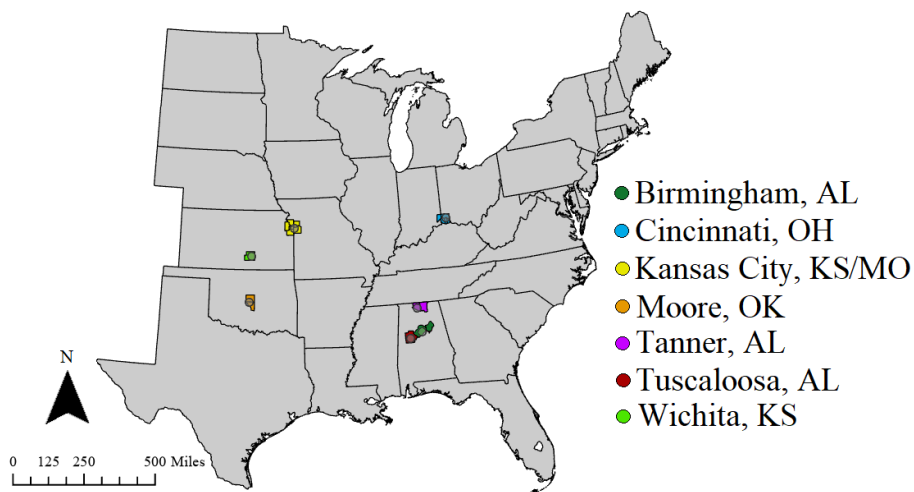 Birmingham, AL
Cincinnati, OH
Kansas City, KS/MO
Moore, OK
Tanner, AL
Tuscaloosa, AL
Wichita, KS
N
0 125 250 500 Miles